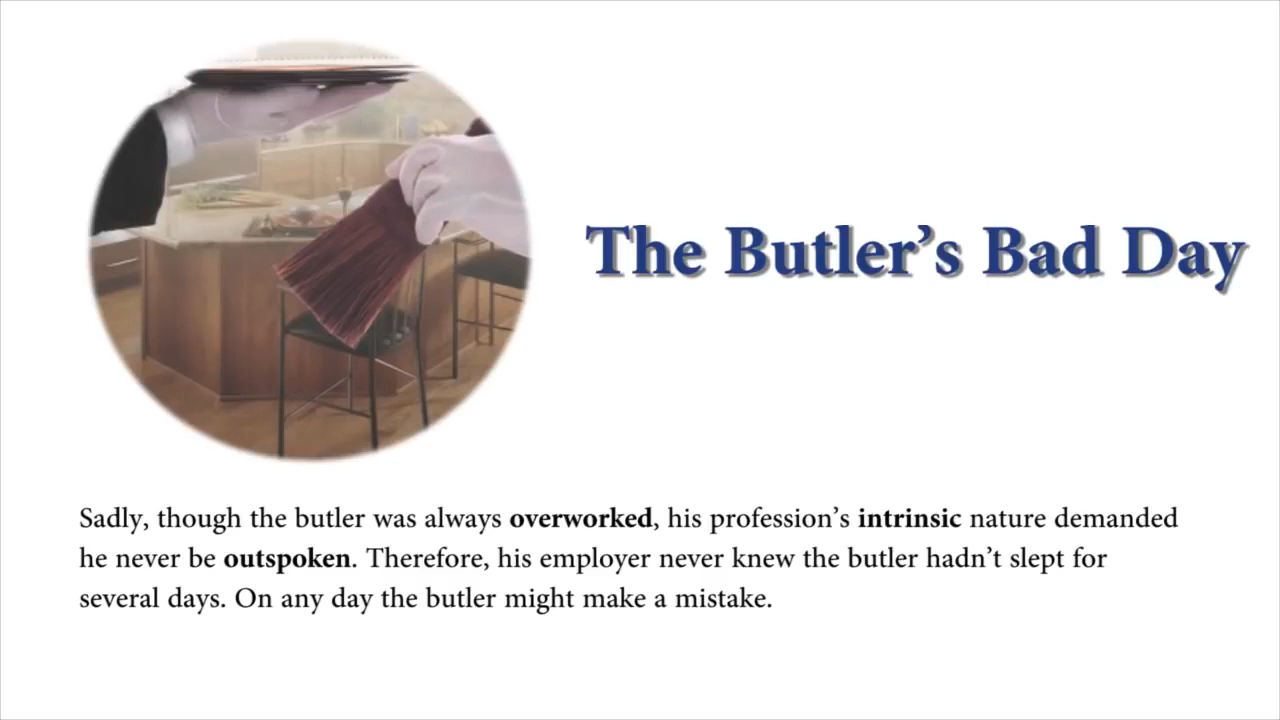 The Butler’s Bad Day
Sadly, though the butler was always overworked, his profession’s intrinsic nature demanded
he never be outspoken. Therefore, his employer never knew the butler hadn’t slept for
several days. On any day the butler might make a mistake.